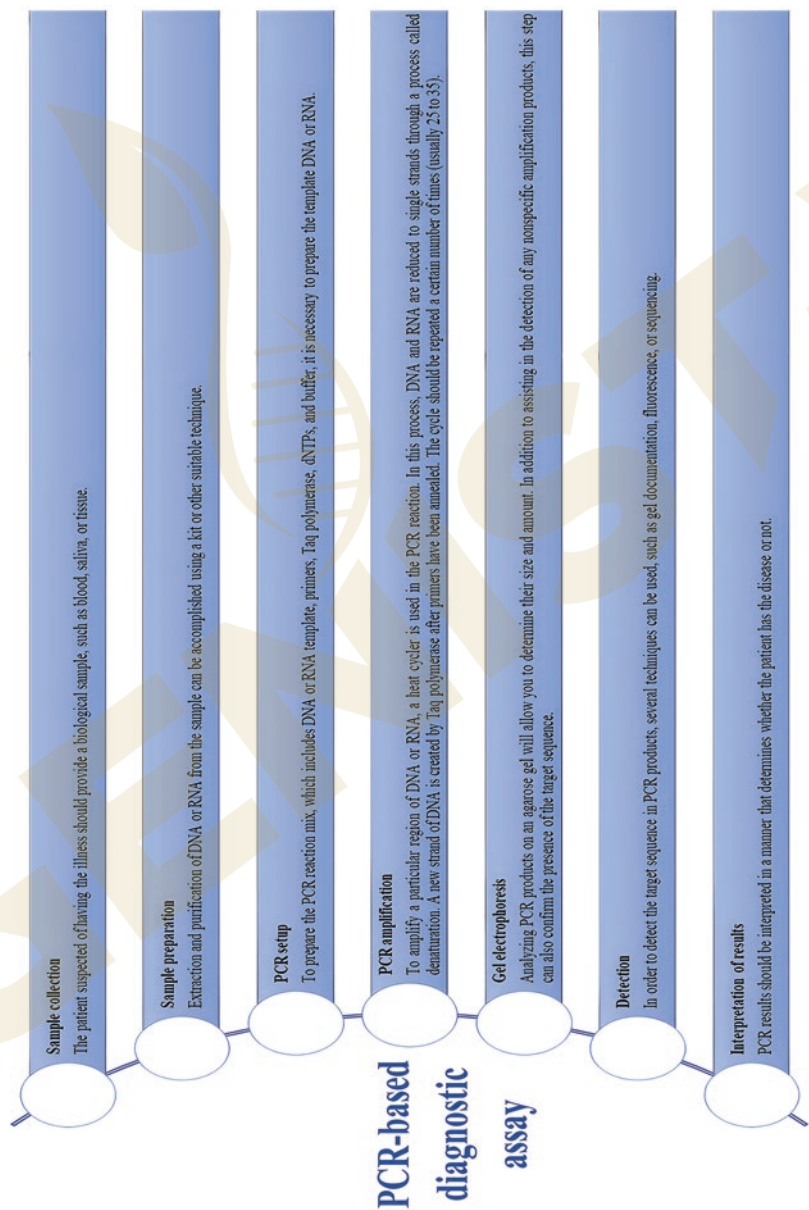 PCR-based
diagnostic
assay
Sample collection
The patient suspected of having the illness should provide a biological sample, such as blood, saliva, or tissue.
Sample preparation
Extraction and purification of DNA or RNA from the sample can be accomplished using a kit or other suitable technique.
PCR setup
To prepare the PCR reaction mix, which includes DNA or RNA template, primers, Taq polymerase, dNTPs, and buffer, it is necessary to prepare the template DNA or RNA.
PCR amplification
To amplify a particular region of DNA or RNA, a heat cycler is used in the PCR reaction. In this process, DNA and RNA are reduced to single strands through a process called
denaturation. A new strand of DNA is created by Taq polymerase after primers have been annealed. The cycle should be repeated a certain number of times (usually 25 to 35).
Gel electrophoresis
Analyzing PCR products on an agarose gel will allow you to determine their size and amount. In addition to assisting in the detection of any nonspecific amplification products, this step
can also confirm the presence of the target sequence.
Detection
In order to detect the target sequence in PCR products, several techniques can be used, such as gel documentation, fluorescence, or sequencing.
Interpretation of results
PCR results should be interpreted in a manner that determines whether the patient has the disease or not.
GENIST